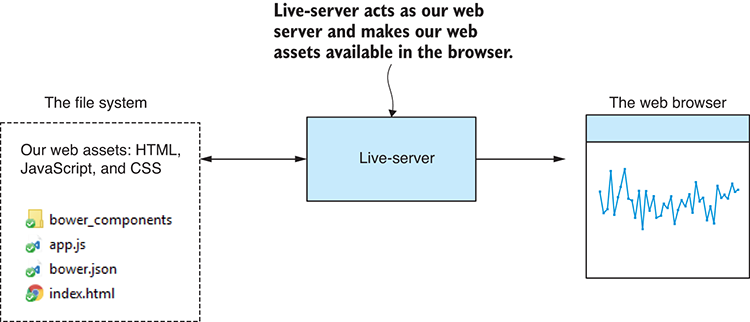 Live-server acts as our web
server and makes our web
assets available in the browser.
The file system
The web browser
Our web assets: HTML,
JavaScript, and CSS
Live-server
bower_components
app.js
bower.json
index.html